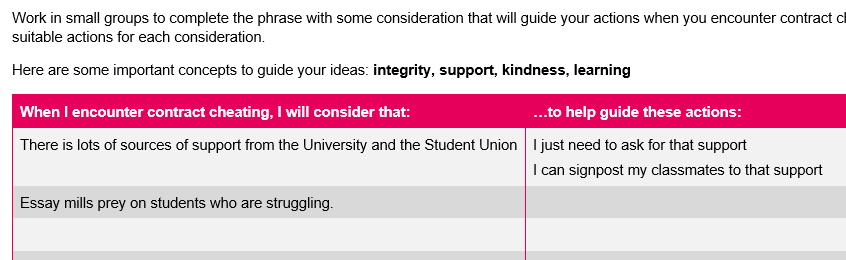 Work in small groups to complete the phrase with some consideration that will guide your actions when you encounter contract
suitable actions for each consideration.
Here are some important concepts to guide your ideas: integrity, support, kindness, learning
When I encounter contract cheating, I will consider that:
...to help guide these actions:
There is lots of sources of support from the University and the Student Union
I just need to ask for that support
I can signpost my classmates to that support
Essay mills prey on students who are struggling.